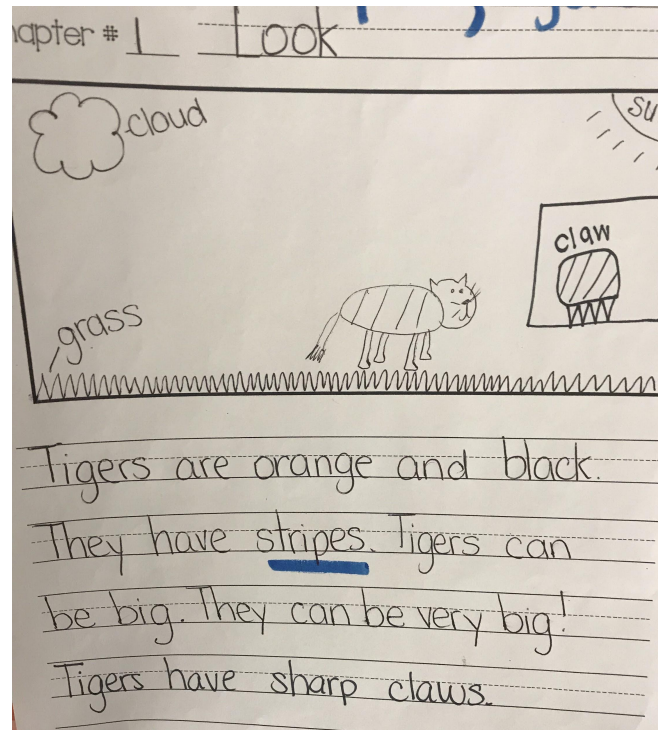 Chapter # 1 Look
cloud
claw
grass
Tigers are orange and black.
They have stripes. Tigers can
be big. They can be very big!
Tigers have sharp claws.